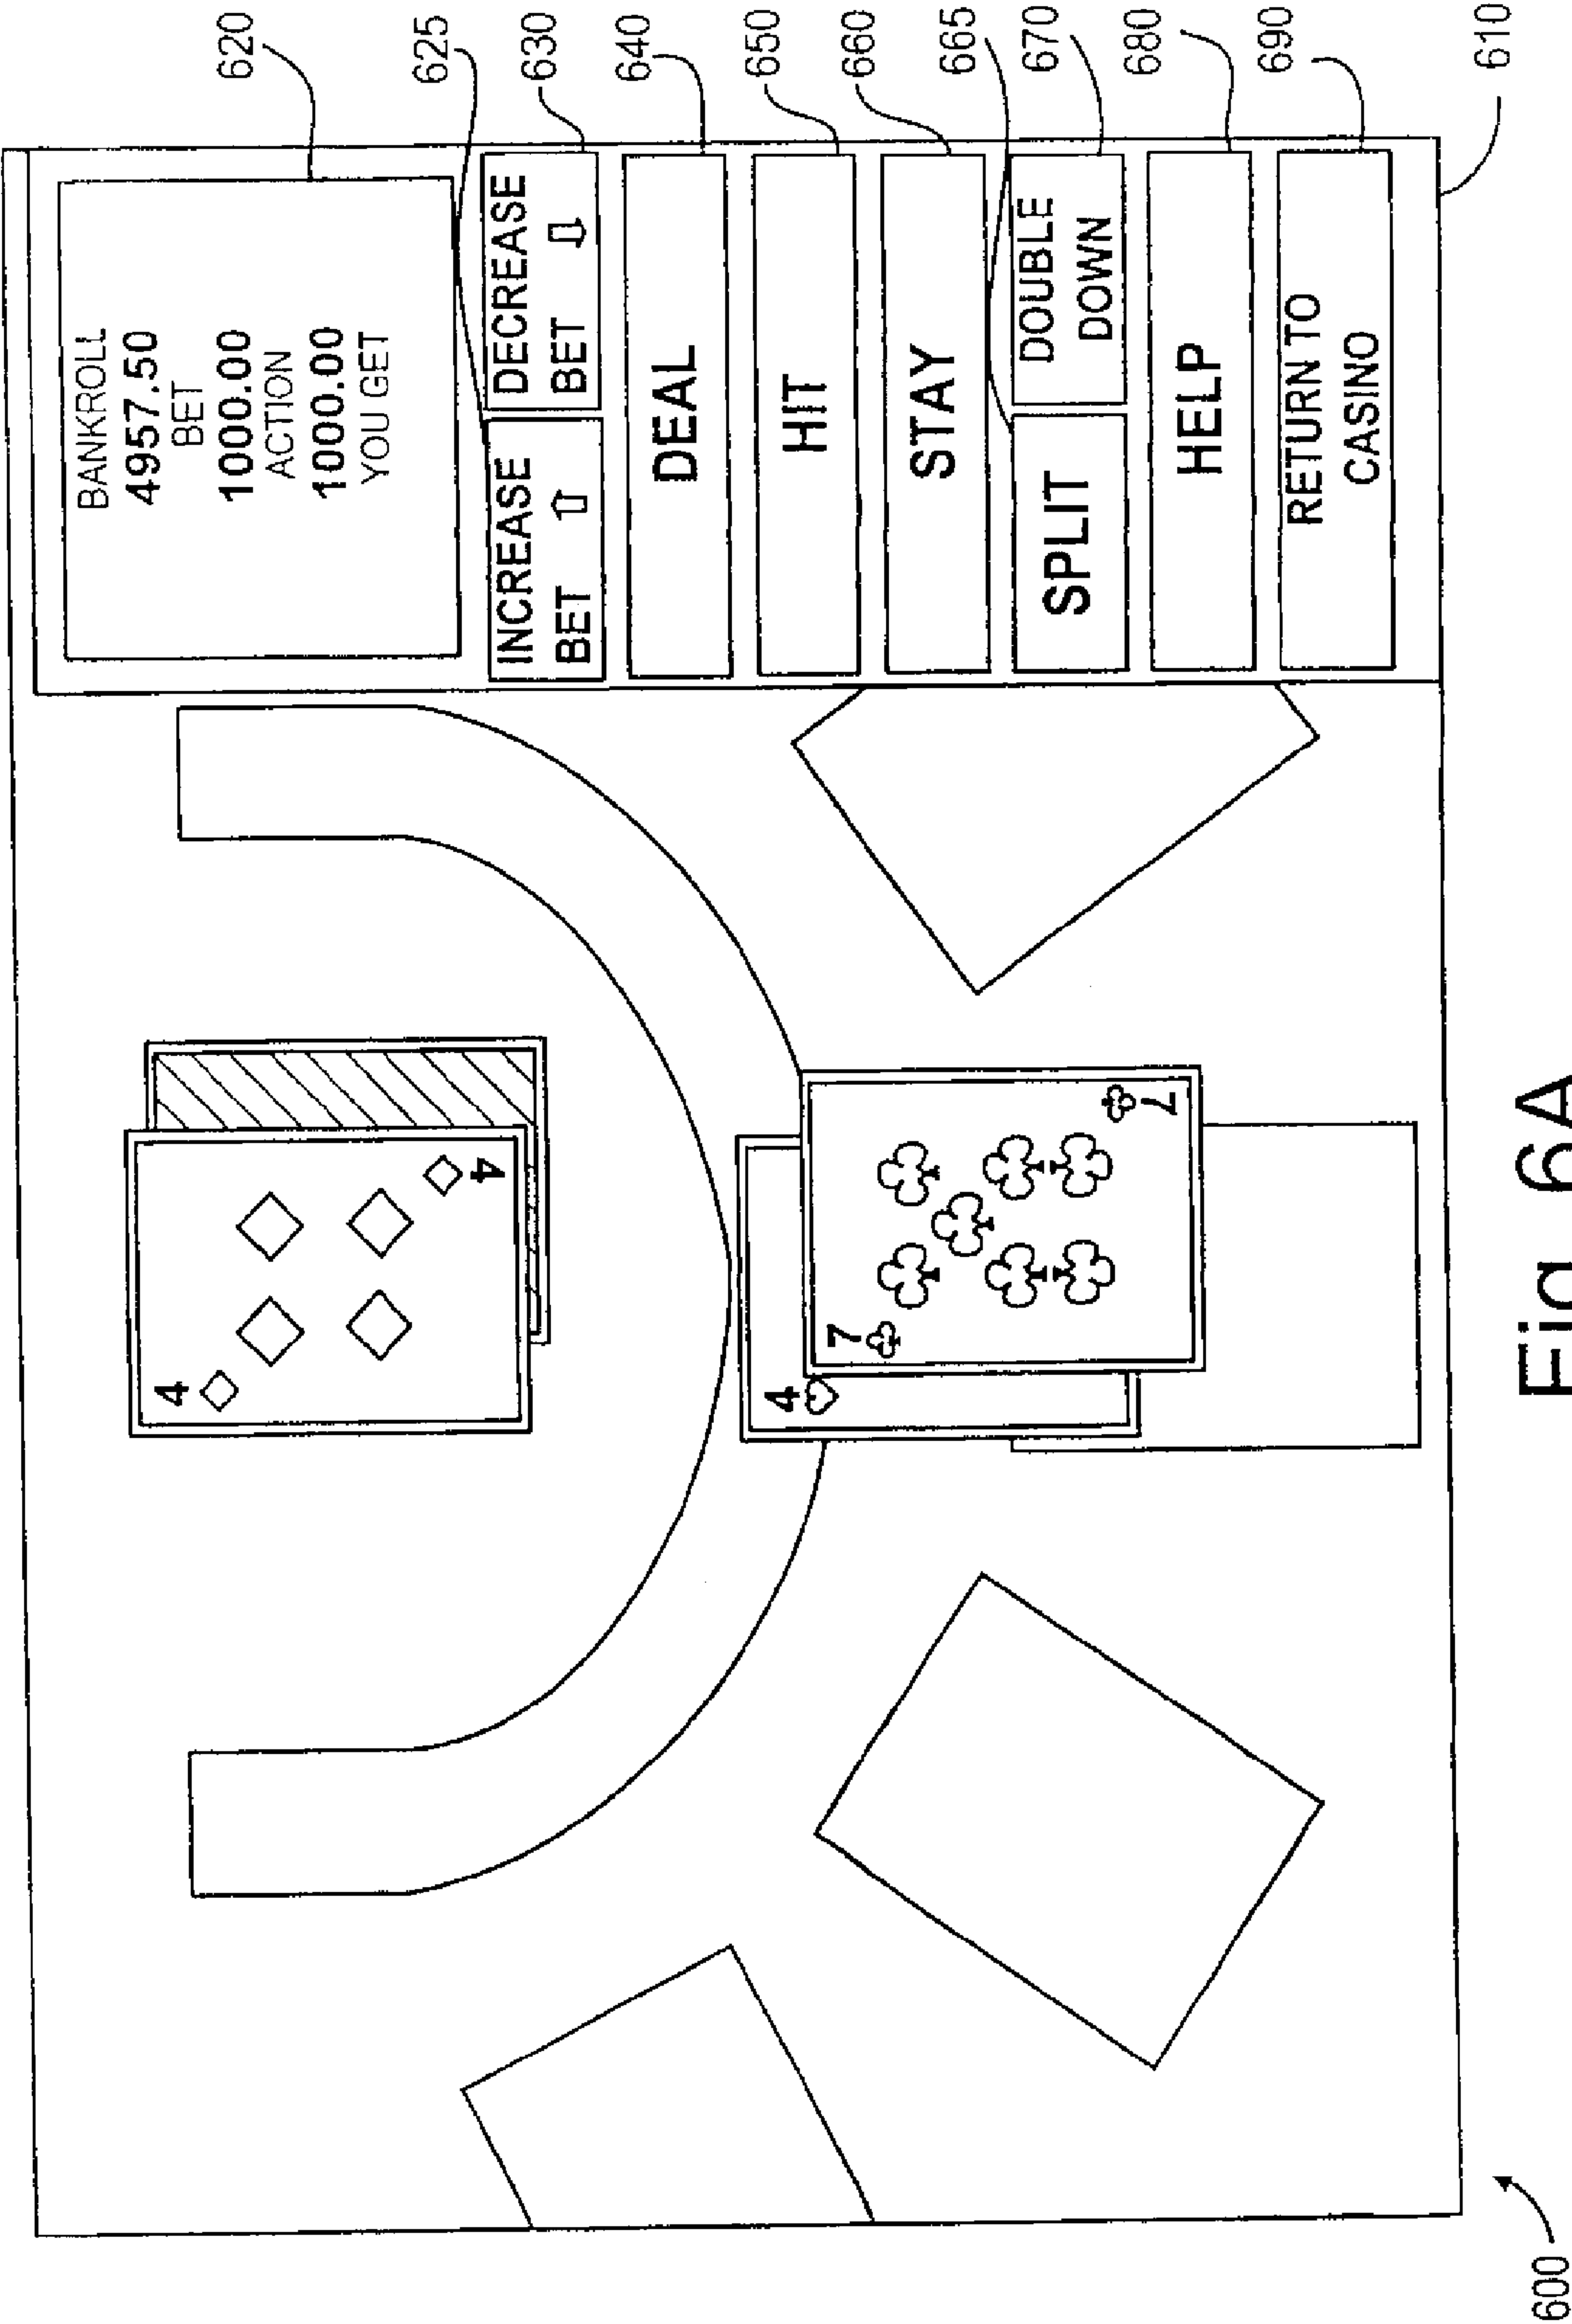 BANKROLL
4957.50
BET
1000.00
ACTION
1000.00
YOU GET
INCREASE
BET
DECREASE
BET
DEAL
HIT
STAY
SPLIT
DOUBLE
DOWN
HELP
RETURN TO
CASINO
620
625
630
640
650
660
665
670
680
690
610
4
4
4
7
7
600
Fig. 6A